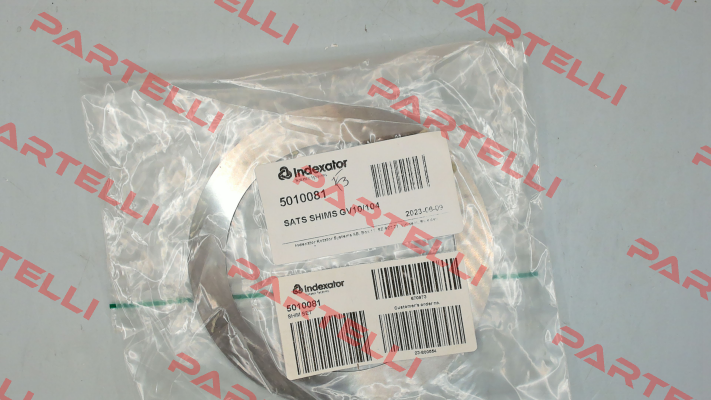 PARTELLI
PARTELLI
PARTELLI
PARTELLI
PARTELLI
PARTELLI
PARTELLI
PARTELLI
PARTELLI
Indexator
5010081
SATS SHIMS GV10/104
2023-06-09
Indexator
5010081
SHIM SET
Customer's order no.